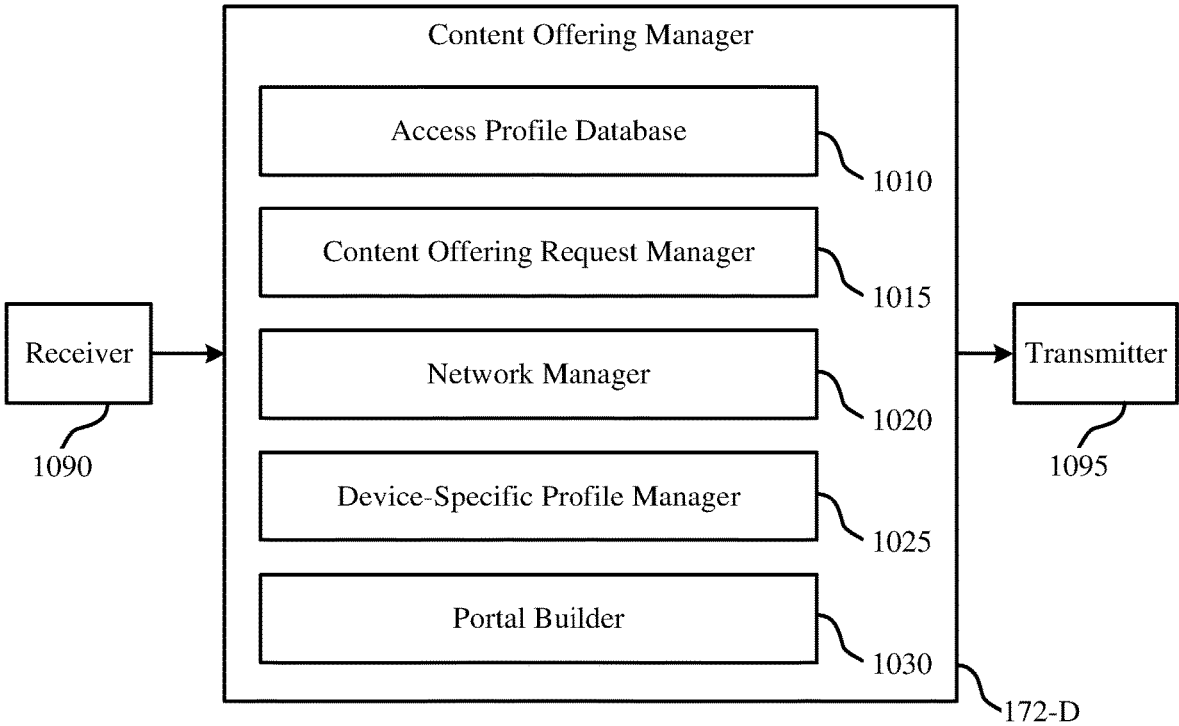 Content Offering Manager
Access Profile Database
1010
Content Offering Request Manager
1015
Receiver
1090
Network Manager
1020
Transmitter
1095
Device-Specific Profile Manager
1025
Portal Builder
1030
172-D